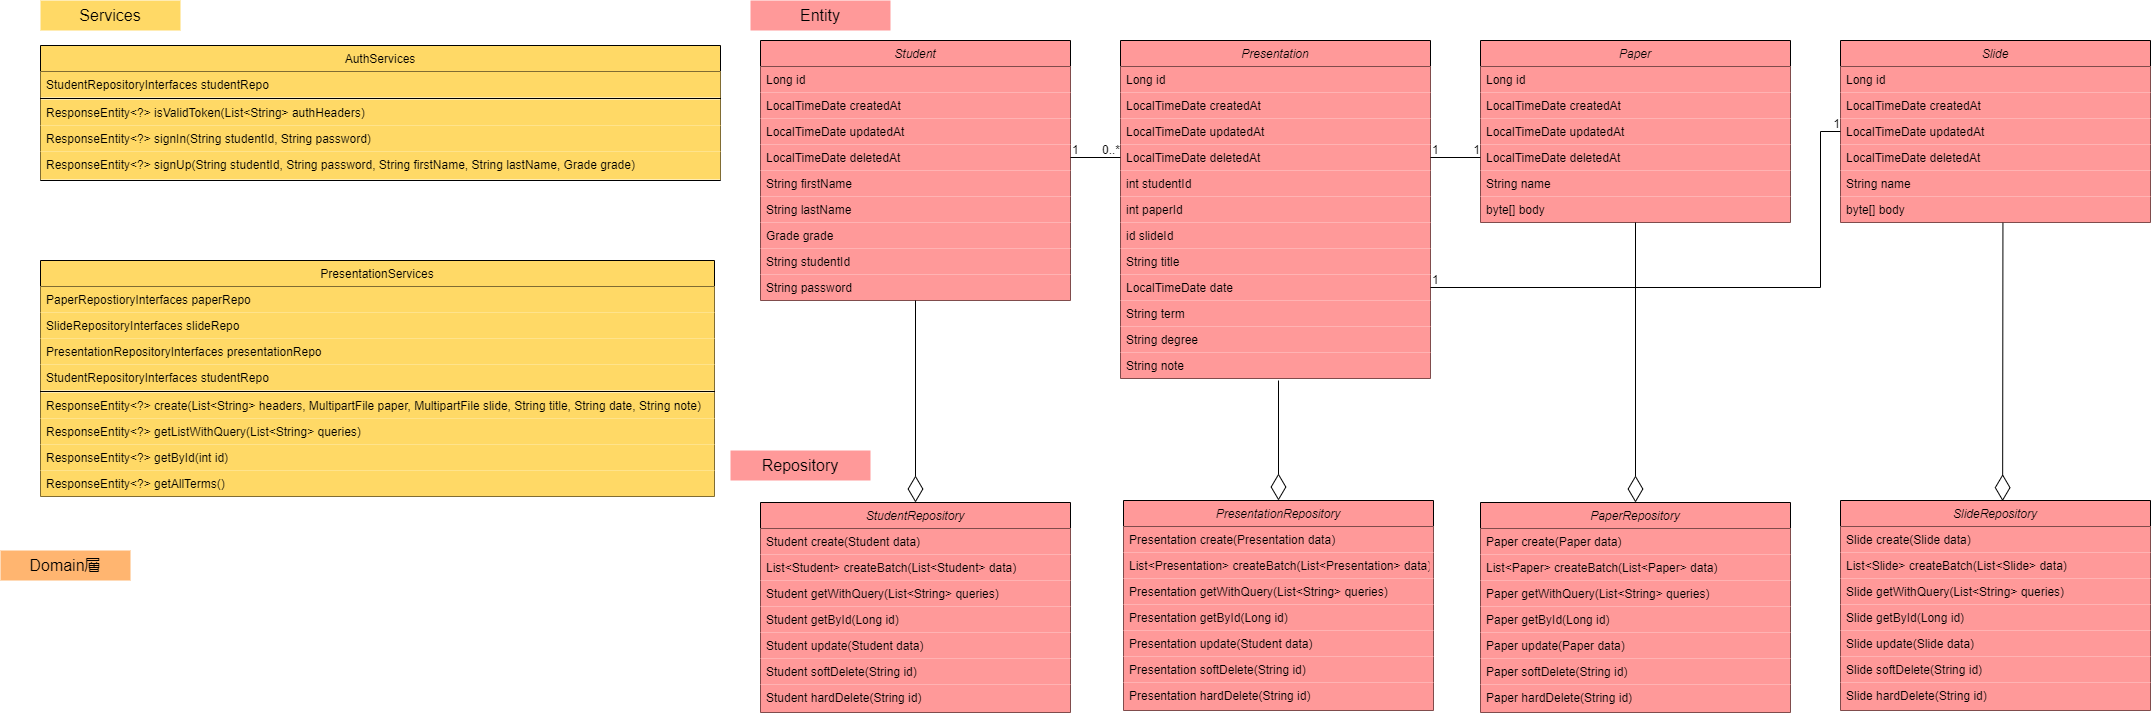 Services
AuthServices
StudentRepositoryInterfaces studentRepo
ResponseEntity<?> isValidToken(List<String> authHeaders)
ResponseEntity<?> signIn(String studentId, String password)
ResponseEntity<?> signUp(String studentId, String password, String firstName, String lastName, Grade grade)
PresentationServices
PaperRepostioryInterfaces paperRepo
SlideRepositoryInterfaces slideRepo
PresentationRepositoryInterfaces presentationRepo
StudentRepositoryInterfaces studentRepo
ResponseEntity<?> create(List<String> headers, MultipartFile paper, MultipartFile slide, String title, String date, String note)
ResponseEntity<?> getListWithQuery(List<String> queries)
ResponseEntity<?> getById(int id)
ResponseEntity<?> getAllTerms()
Domain層
Entity
Student
Long id
LocalTimeDate createdAt
LocalTimeDate updatedAt
LocalTimeDate deletedAt
String firstName
String lastName
Grade grade
String studentId
String password
1
0..*
Presentation
Long id
LocalTimeDate createdAt
LocalTimeDate updatedAt
LocalTimeDate deletedAt
int studentId
int paperId
id slideId
String title
LocalTimeDate date
String term
String degree
String note
1
1
1
1
Paper
Long id
LocalTimeDate createdAt
LocalTimeDate updatedAt
LocalTimeDate deletedAt
String name
byte[] body
Slide
Long id
LocalTimeDate createdAt
LocalTimeDate updatedAt
LocalTimeDate deletedAt
String name
byte[] body
Repository
StudentRepository
Student create(Student data)
List<Student> createBatch(List<Student> data)
Student getWithQuery(List<String> queries)
Student getById(Long id)
Student update(Student data)
Student softDelete(String id)
Student hardDelete(String id)
PresentationRepository
Presentation create(Presentation data)
List<Presentation> createBatch(List<Presentation> data)
Presentation getWithQuery(List<String> queries)
Presentation getById(Long id)
Presentation update(Student data)
Presentation softDelete(String id)
Presentation hardDelete(String id)
PaperRepository
Paper create(Paper data)
List<Paper> createBatch(List<Paper> data)
Paper getWithQuery(List<String> queries)
Paper getById(Long id)
Paper update(Paper data)
Paper softDelete(String id)
Paper hardDelete(String id)
SlideRepository
Slide create(Slide data)
List<Slide> createBatch(List<Slide> data)
Slide getWithQuery(List<String> queries)
Slide getById(Long id)
Slide update(Slide data)
Slide softDelete(String id)
Slide hardDelete(String id)